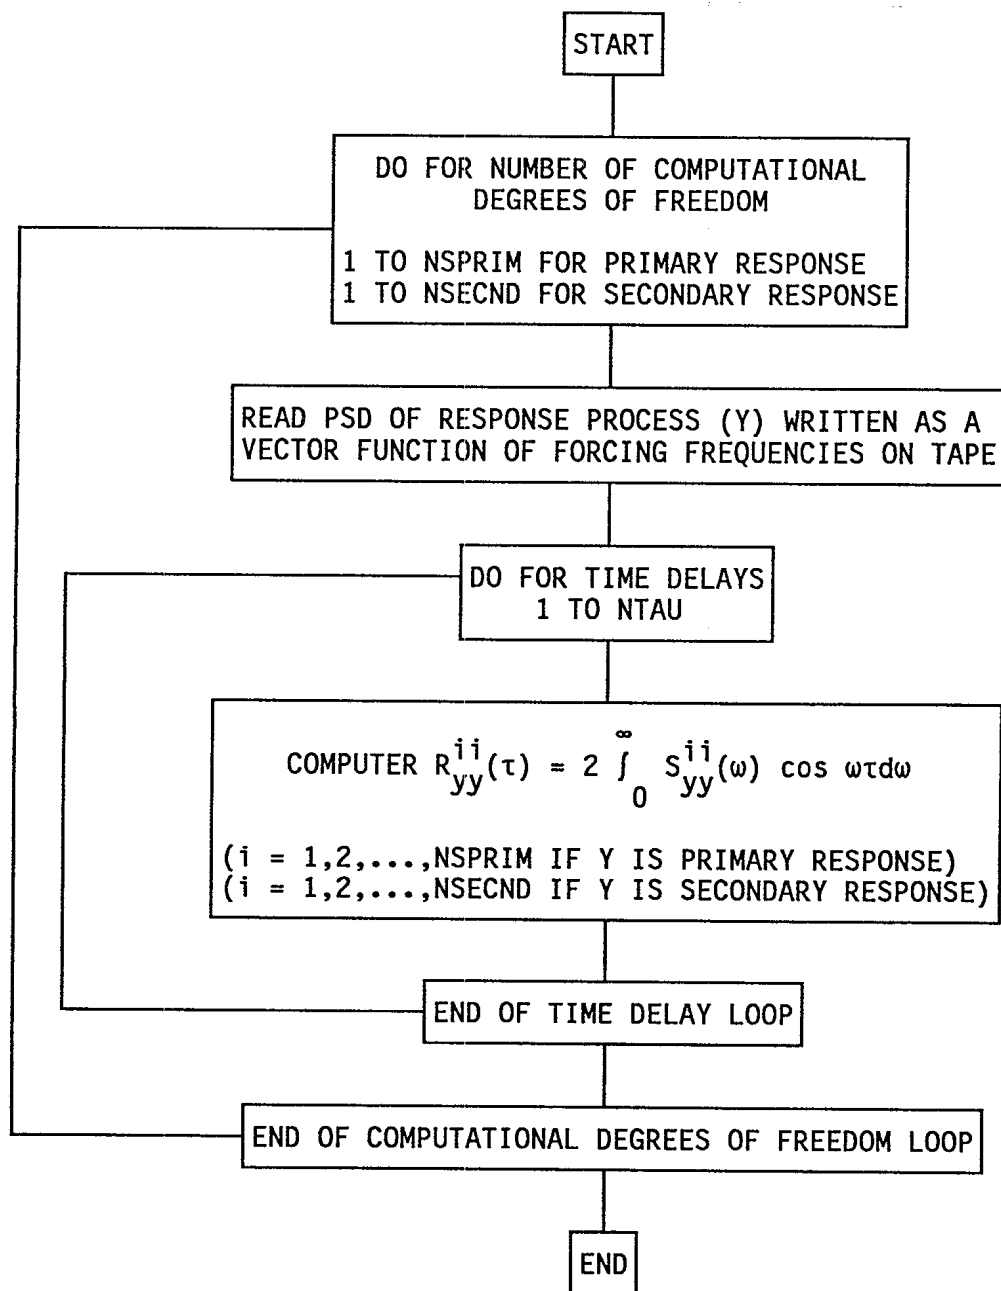 START
DO FOR NUMBER OF COMPUTATIONAL
DEGREES OF FREEDOM
1 TO NSPRIM FOR PRIMARY RESPONSE
1 TO NSECND FOR SECONDARY RESPONSE
READ PSD OF RESPONSE PROCESS (Y) WRITTEN AS A
VECTOR FUNCTION OF FORCING FREQUENCIES ON TAPE
DO FOR TIME DELAYS
1 TO NTAU
COMPUTER R^{ii}_{yy}(τ) = 2 ∫_0^∞ S^{ii}_{yy}(ω) cos ωτdω
(i = 1,2,...,NSPRIM IF Y IS PRIMARY RESPONSE)
(i = 1,2,...,NSECND IF Y IS SECONDARY RESPONSE)
END OF TIME DELAY LOOP
END OF COMPUTATIONAL DEGREES OF FREEDOM LOOP
END